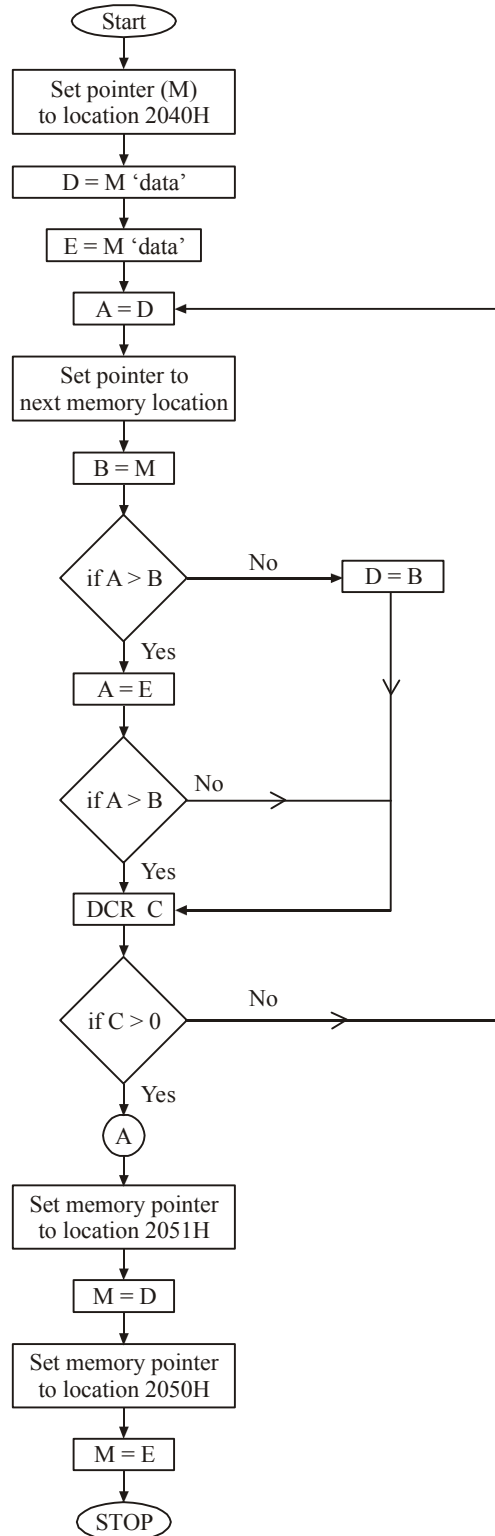 Start
Set pointer (M)
to location 2040H
D = M ‘data’
E = M ‘data’
A = D
Set pointer to
next memory location
B = M
if A > B
No
D = B
Yes
A = E
if A > B
No
Yes
DCR C
if C > 0
No
Yes
A
Set memory pointer
to location 2051H
M = D
Set memory pointer
to location 2050H
M = E
STOP